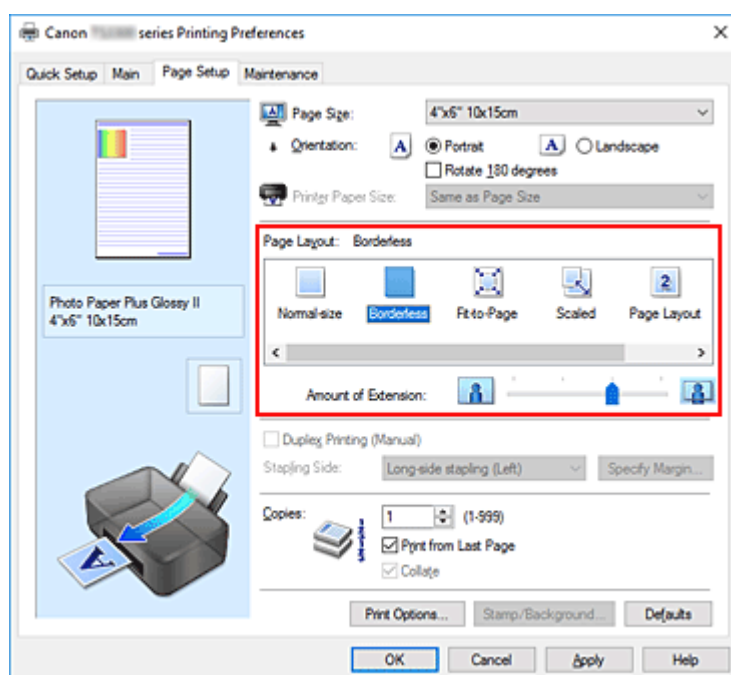 Canon series Printing Preferences
Quick Setup Main Page Setup Maintenance
Page Size: 4"x6" 10x15cm
Orientation: A Portrait A Landscape
Rotate 180 degrees
Printer Paper Size: Same as Page Size
Page Layout: Borderless
Normal-size Borderless Fit-to-Page Scaled 2 Page Layout
Photo Paper Plus Glossy II
4"x6" 10x15cm
Amount of Extension:
Duplex Printing (Manual)
Stapling Side: Long-side stapling (Left) Specify Margin...
Copies: 1 (1-999)
Print from Last Page
Collate
A
Print Options... Stamp/Background... Defaults
OK Cancel Apply Help